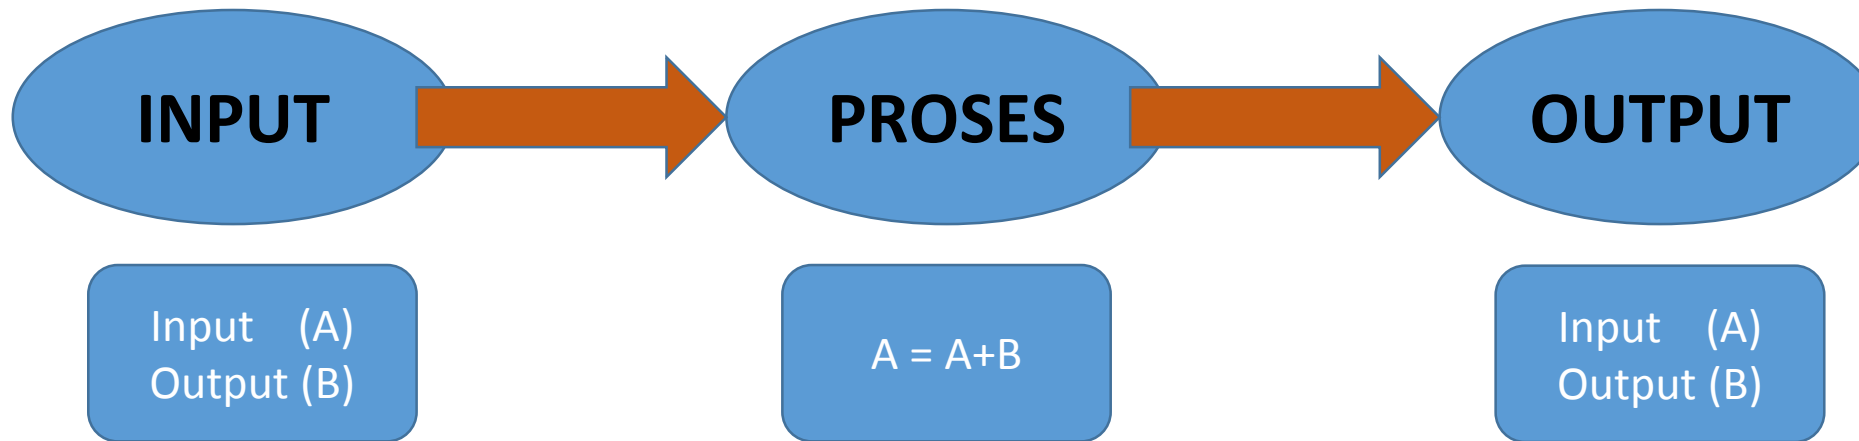 INPUT
PROSES
OUTPUT
Input (A)
Output (B)
A = A+B
Input (A)
Output (B)